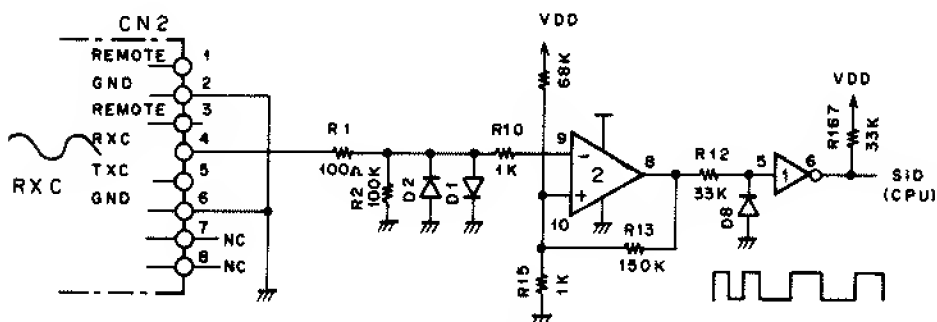 CN2
REMOTE 1
GND 2
REMOTE 3
RXC 4
TXC 5
GND 6
7 NC
8 NC
RXC
R1
100Ω
R2
100K
D2
D1
R10
1K
VDD
68K
9
-
2
8
+
10
R13
150K
R15
1K
R12
33K
D8
5
1
6
VDD
R167
33K
SID
(CPU)